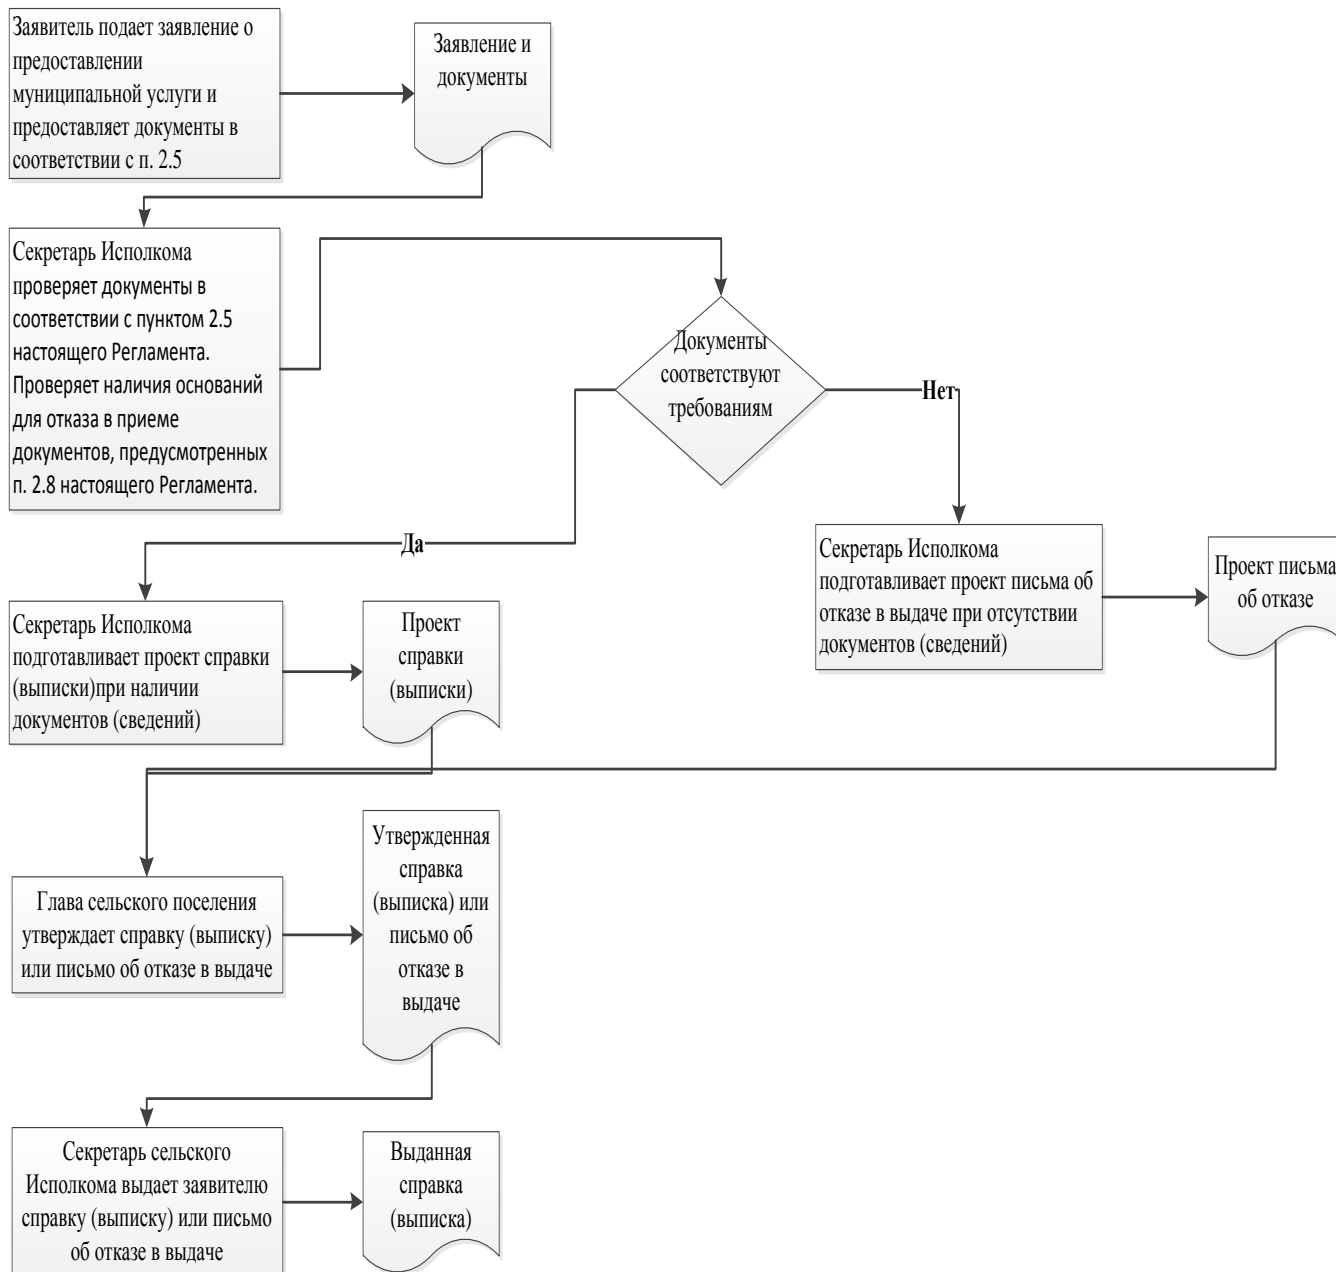 Заявитель подает заявление о
предоставлении
муниципальной услуги и
предоставляет документы в
соответствии с п. 2.5
Заявление и
документы
Секретарь Исполкома
проверяет документы в
соответствии с пунктом 2.5
настоящего Регламента.
Проверяет наличия оснований
для отказа в приеме
документов, предусмотренных
п. 2.8 настоящего Регламента.
Документы
соответствуют
требованиям
Нет
Да
Секретарь Исполкома
подготавливает проект письма об
отказе в выдаче при отсутствии
документов (сведений)
Проект письма
об отказе
Секретарь Исполкома
подготавливает проект справки
(выписки)при наличии
документов (сведений)
Проект
справки
(выписки)
Глава сельского поселения
утверждает справку (выписку)
или письмо об отказе в выдаче
Утвержденная
справка
(выписка) или
письмо об
отказе в
выдаче
Секретарь сельского
Исполкома выдает заявителю
справку (выписку) или письмо
об отказе в выдаче
Выданная
справка
(выписка)